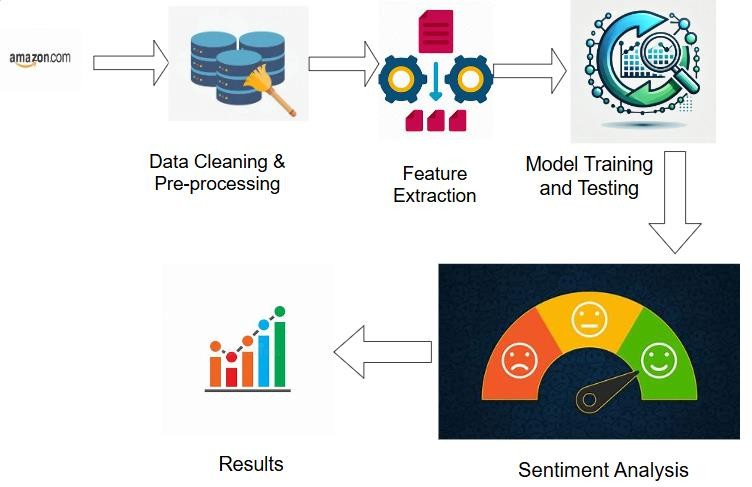 amazon.com
Data Cleaning &
Pre-processing
Feature
Extraction
Model Training
and Testing
Sentiment Analysis
Results